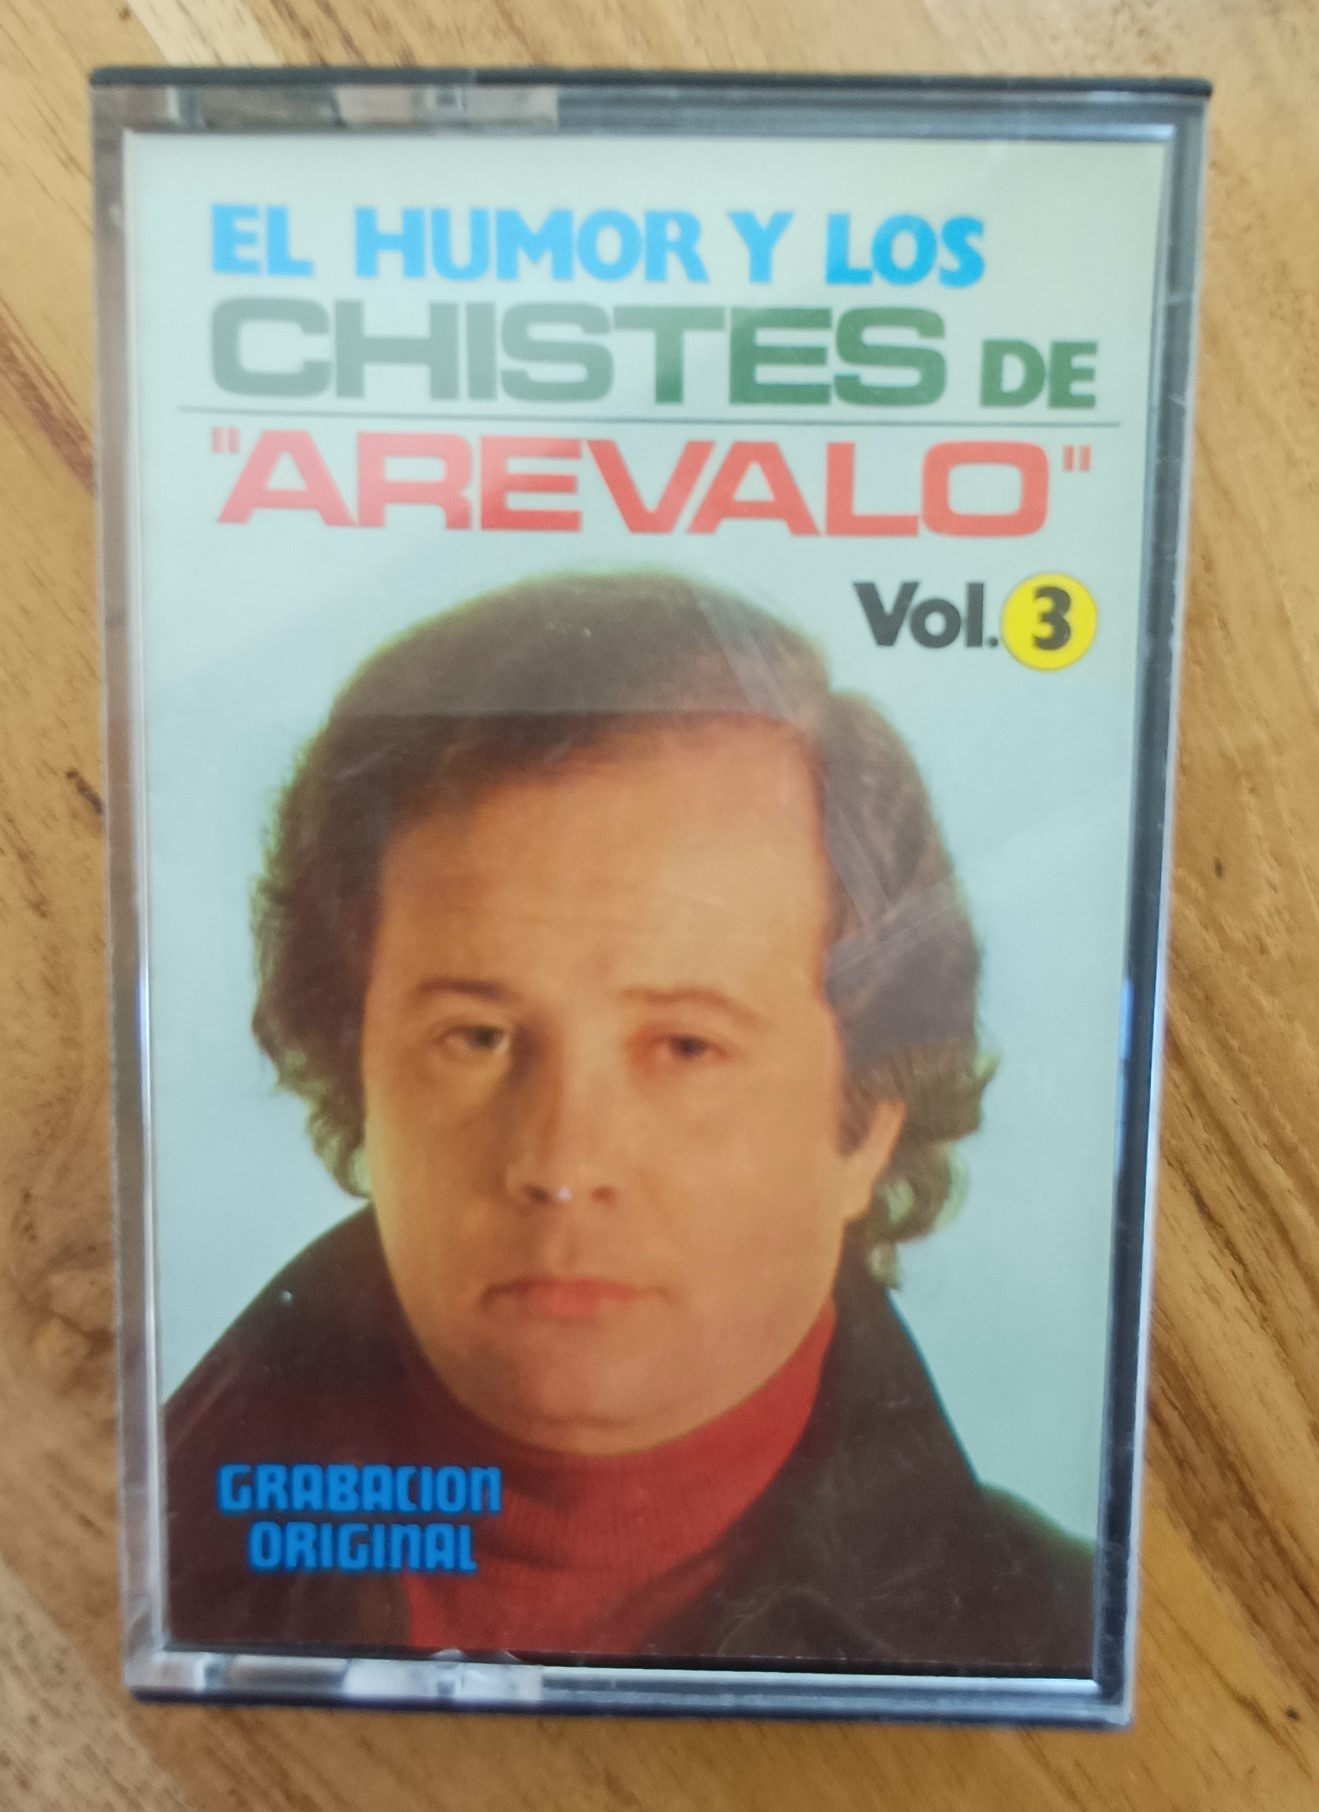 EL HUMOR Y LOS
CHISTES DE
"AREVALO"
Vol. 3
GRABACION
ORIGINAL